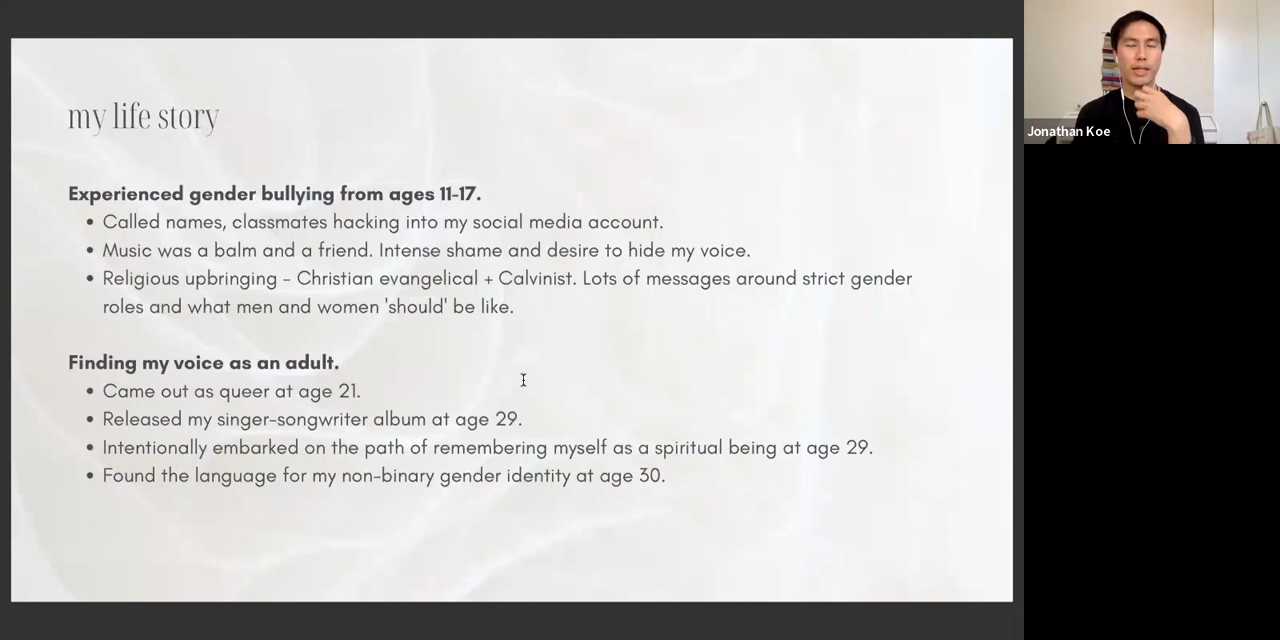 my life story
Experienced gender bullying from ages 11-17.
• Called names, classmates hacking into my social media account.
• Music was a balm and a friend. Intense shame and desire to hide my voice.
• Religious upbringing - Christian evangelical + Calvinist. Lots of messages around strict gender
roles and what men and women 'should' be like.
Finding my voice as an adult.
• Came out as queer at age 21.
• Released my singer-songwriter album at age 29.
• Intentionally embarked on the path of remembering myself as a spiritual being at age 29.
• Found the language for my non-binary gender identity at age 30.
Jonathan Koe